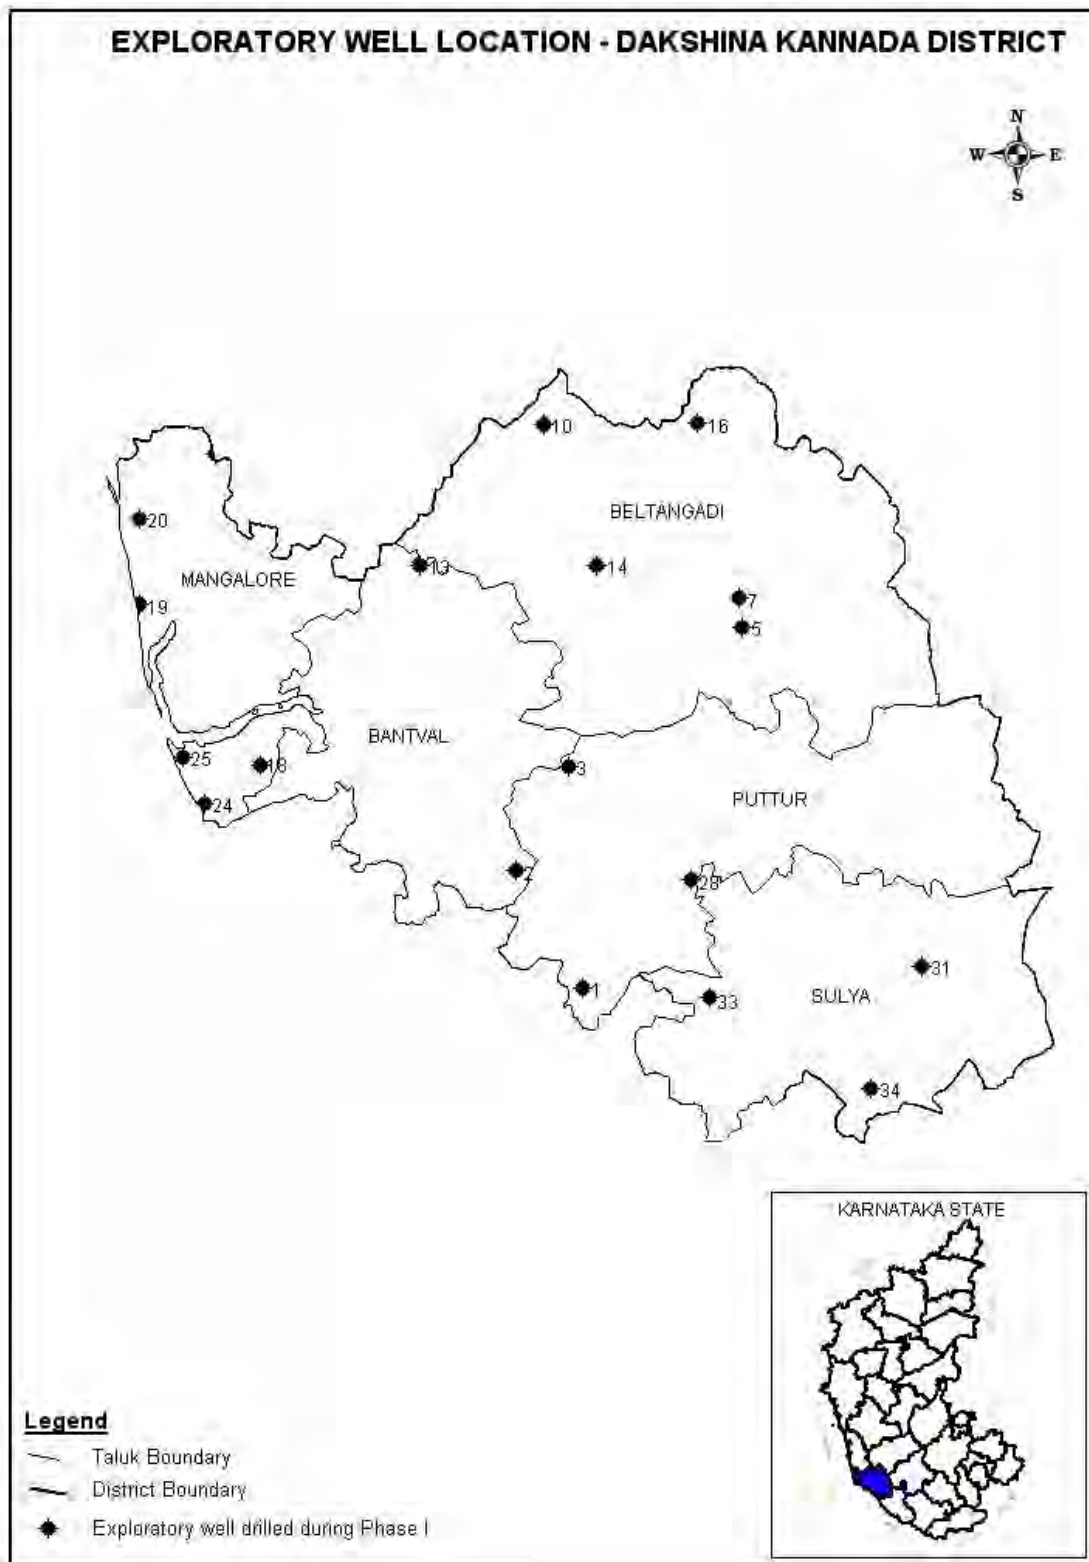 EXPLORATORY WELL LOCATION - DAKSHINA KANNADA DISTRICT
N
W E
S
10
16
BELTANGADI
20
MANGALORE
13
14
7
19
5
BANTVAL
25
18
3
24
PUTTUR
2
28
31
1
33
SULYA
34
KARNATAKA STATE
Legend
Taluk Boundary
District Boundary
Exploratory well drilled during Phase I